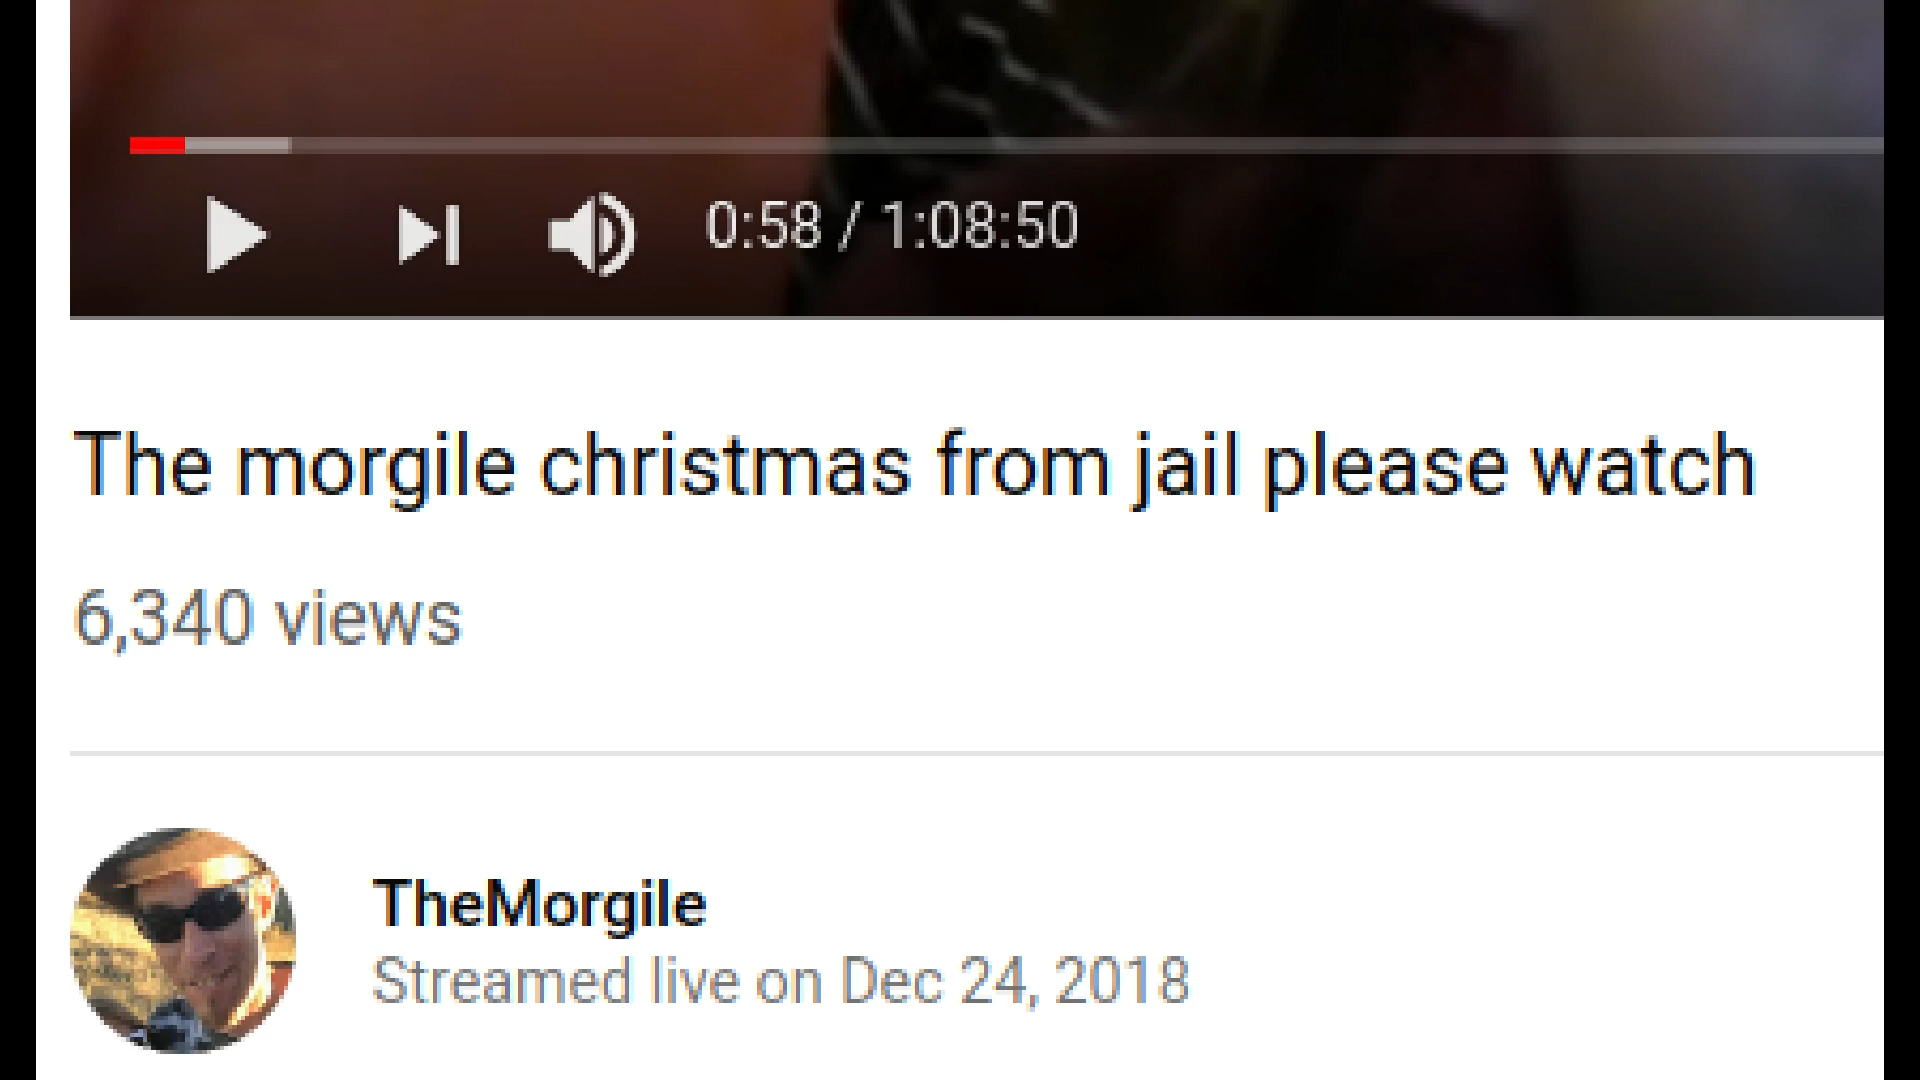 0:58 / 1:08:50
The morgile christmas from jail please watch
6,340 views
TheMorgile
Streamed live on Dec 24, 2018